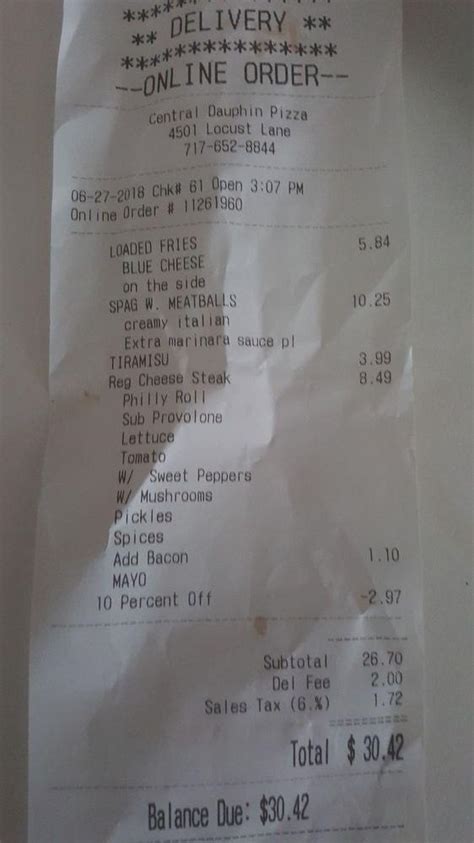 ***************
** DELIVERY **
***************
--ONLINE ORDER--
Central Dauphin Pizza
4501 Locust Lane
717-652-8844
06-27-2018 Chk# 61 Open 3:07 PM
Online Order # 11261960
LOADED FRIES 5.84
BLUE CHEESE
on the side
SPAG W. MEATBALLS 10.25
creamy italian
Extra marinara sauce pl
TIRAMISU 3.99
Reg Cheese Steak 8.49
Philly Roll
Sub Provolone
Lettuce
Tomato
W/ Sweet Peppers
W/ Mushrooms
Pickles
Spices
Add Bacon 1.10
MAYO
10 Percent Off -2.97
Subtotal 26.70
Del Fee 2.00
Sales Tax (6.%) 1.72
==========
Total $ 30.42
Balance Due: $30.42